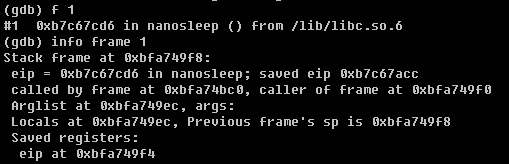 (gdb) f 1
#1  0xb7c67cd6 in nanosleep () from /lib/libc.so.6
(gdb) info frame 1
Stack frame at 0xbfa749f8:
 eip = 0xb7c67cd6 in nanosleep; saved eip 0xb7c67acc
 called by frame at 0xbfa74bc0, caller of frame at 0xbfa749f0
 Arglist at 0xbfa749ec, args:
 Locals at 0xbfa749ec, Previous frame's sp is 0xbfa749f8
 Saved registers:
  eip at 0xbfa749f4